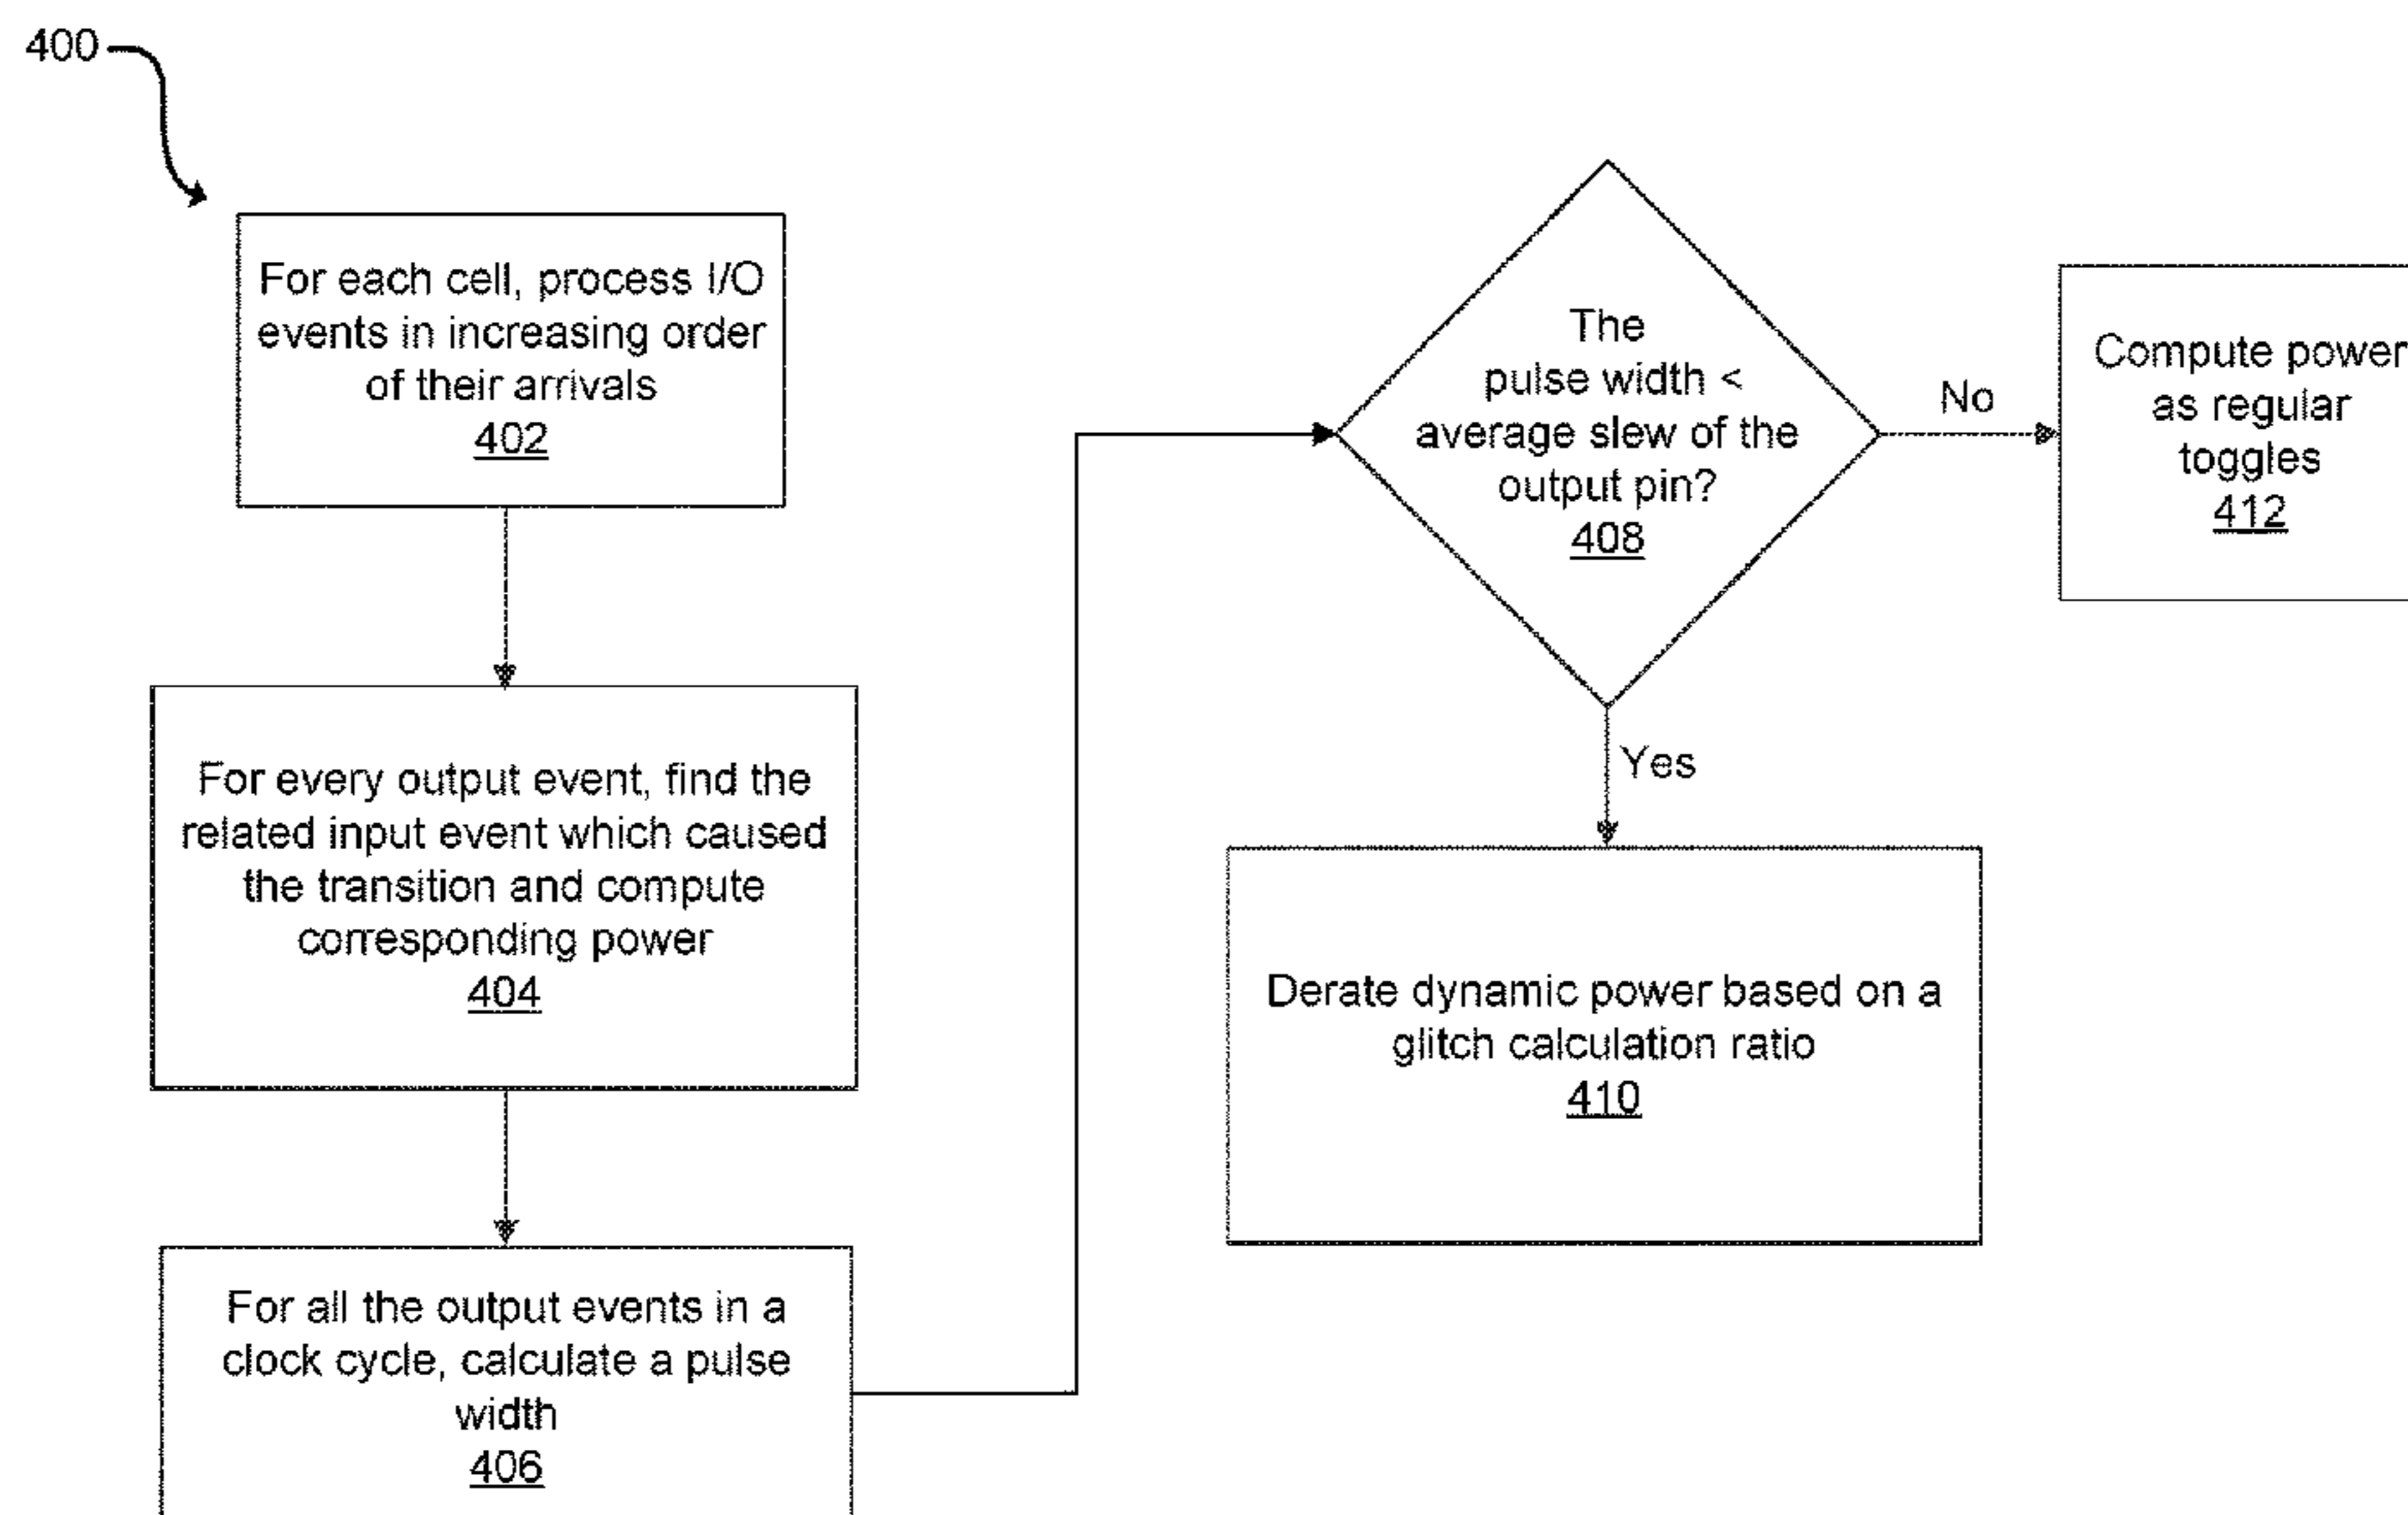 400
For each cell, process I/O
events in increasing order
of their arrivals
402
For every output event, find the
related input event which caused
the transition and compute
corresponding power
404
For all the output events in a
clock cycle, calculate a pulse
width
406
The
pulse width <
average slew of the
output pin?
408
No
Compute power
as regular
toggles
412
Yes
Derate dynamic power based on a
glitch calculation ratio
410